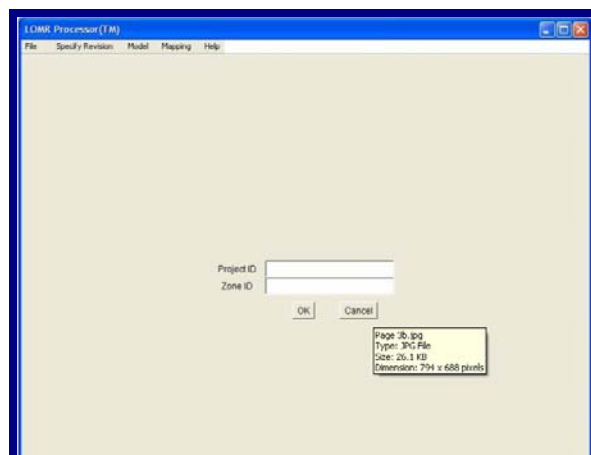 LOMR Processor(TM)
File Specify Revision Model Mapping Help
Project ID
Zone ID
OK Cancel
Page 3b.jpg
Type: JPG File
Size: 26.1 KB
Dimension: 794 x 688 pixels